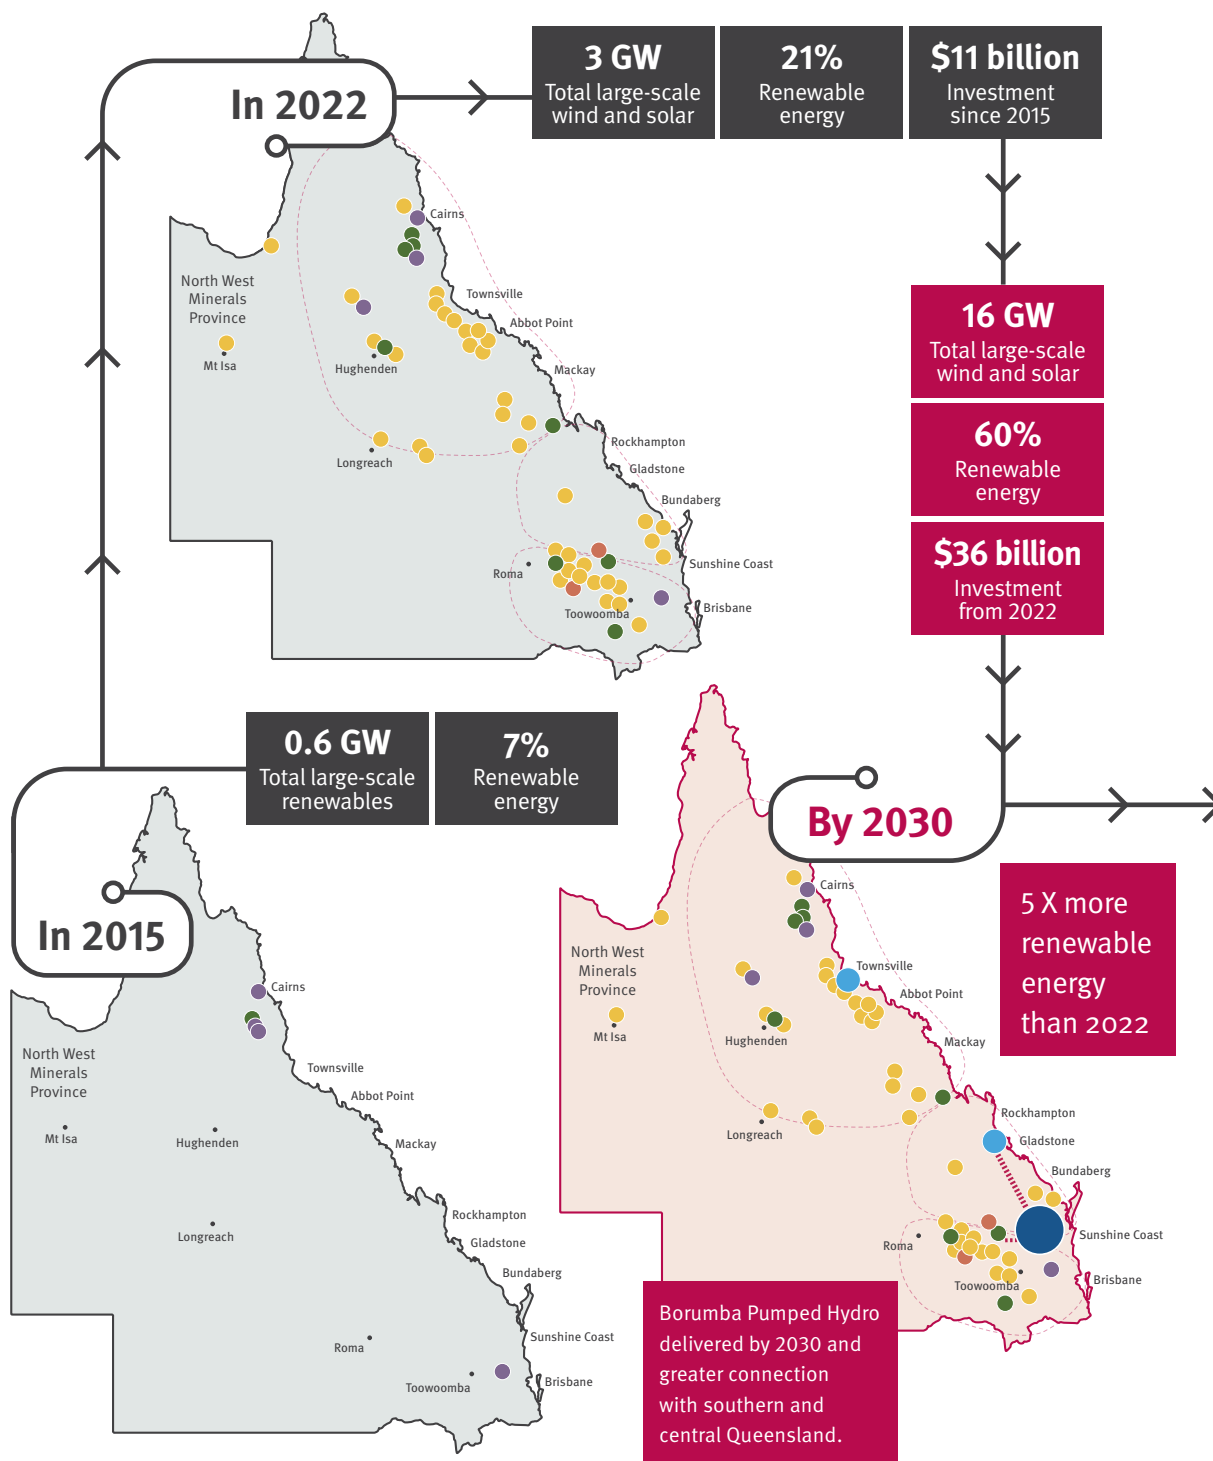 In 2022
3 GW
Total large-scale
wind and solar
21%
Renewable
energy
$11 billion
Investment
since 2015
Cairns
North West
Minerals
Province
Mt Isa
Townsville
Abbot Point
Hughenden
Mackay
Longreach
Rockhampton
Gladstone
Bundaberg
Roma
Sunshine Coast
Toowoomba
Brisbane
16 GW
Total large-scale
wind and solar
60%
Renewable
energy
$36 billion
Investment
from 2022
0.6 GW
Total large-scale
renewables
7%
Renewable
energy
In 2015
Cairns
North West
Minerals
Province
Mt Isa
Townsville
Abbot Point
Hughenden
Mackay
Longreach
Rockhampton
Gladstone
Bundaberg
Roma
Sunshine Coast
Toowoomba
Brisbane
By 2030
5 X more
renewable
energy
than 2022
Cairns
North West
Minerals
Province
Mt Isa
Townsville
Abbot Point
Hughenden
Mackay
Longreach
Rockhampton
Gladstone
Bundaberg
Roma
Sunshine Coast
Toowoomba
Brisbane
Borumba Pumped Hydro
delivered by 2030 and
greater connection
with southern and
central Queensland.